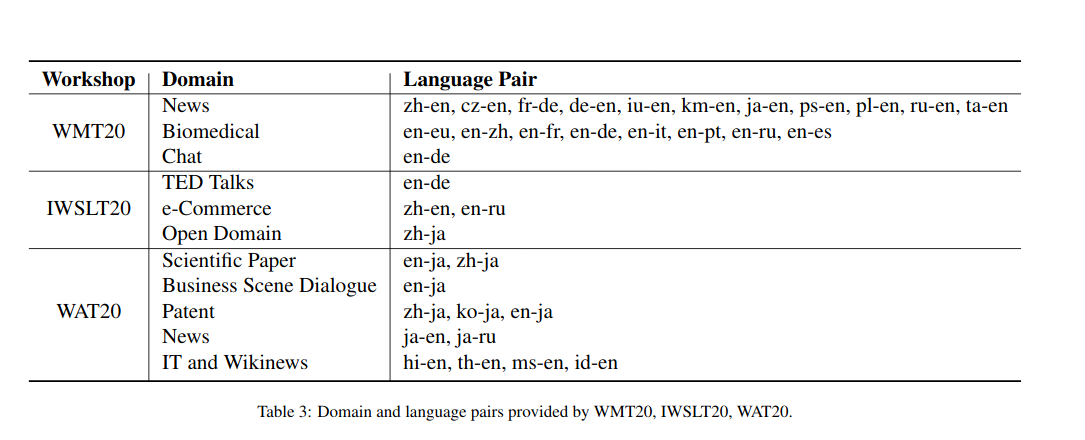 Workshop Domain Language Pair
News zh-en, cz-en, fr-de, de-en, iu-en, km-en, ja-en, ps-en, pl-en, ru-en, ta-en
WMT20 Biomedical en-eu, en-zh, en-fr, en-de, en-it, en-pt, en-ru, en-es
Chat en-de
TED Talks en-de
IWSLT20 e-Commerce zh-en, en-ru
Open Domain zh-ja
Scientific Paper en-ja, zh-ja
Business Scene Dialogue en-ja
WAT20 Patent zh-ja, ko-ja, en-ja
News ja-en, ja-ru
IT and Wikinews hi-en, th-en, ms-en, id-en
Table 3: Domain and language pairs provided by WMT20, IWSLT20, WAT20.